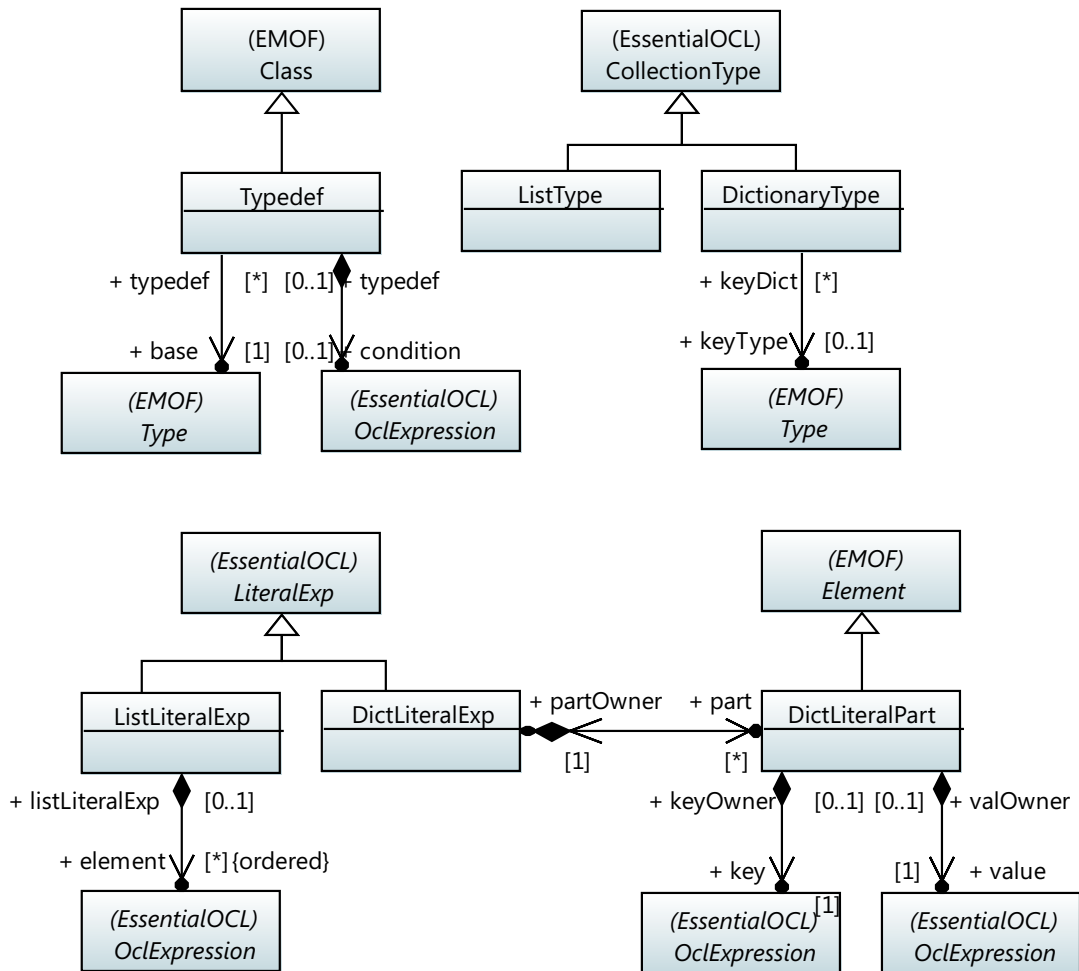 (EMOF)
Class
(EssentialOCL)
CollectionType
Typedef
ListType
DictionaryType
+ typedef [*] [0..1] + typedef
+ keyDict [*]
+ base [1] [0..1] + condition
+ keyType [0..1]
(EMOF)
Type
(EssentialOCL)
OclExpression
(EMOF)
Type
(EssentialOCL)
LiteralExp
(EMOF)
Element
ListLiteralExp
DictLiteralExp
+ partOwner + part
[1] [*]
DictLiteralPart
+ listLiteralExp [0..1]
+ keyOwner [0..1] [0..1] + valOwner
+ element [*] {ordered}
+ key [1]
[1] + value
(EssentialOCL)
OclExpression
(EssentialOCL)
OclExpression
(EssentialOCL)
OclExpression